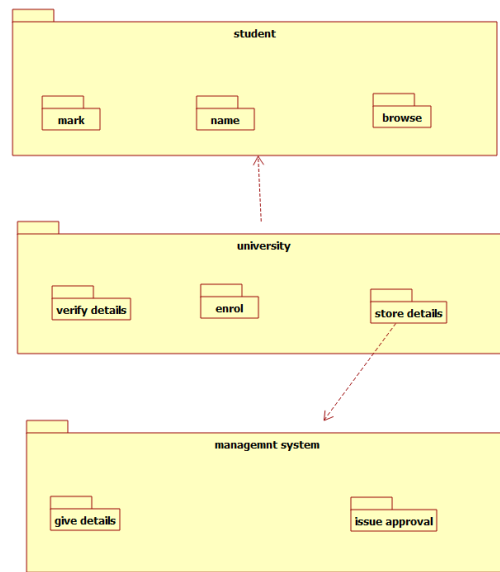 student
mark
name
browse
university
verify details
enrol
store details
managemnt system
give details
issue approval